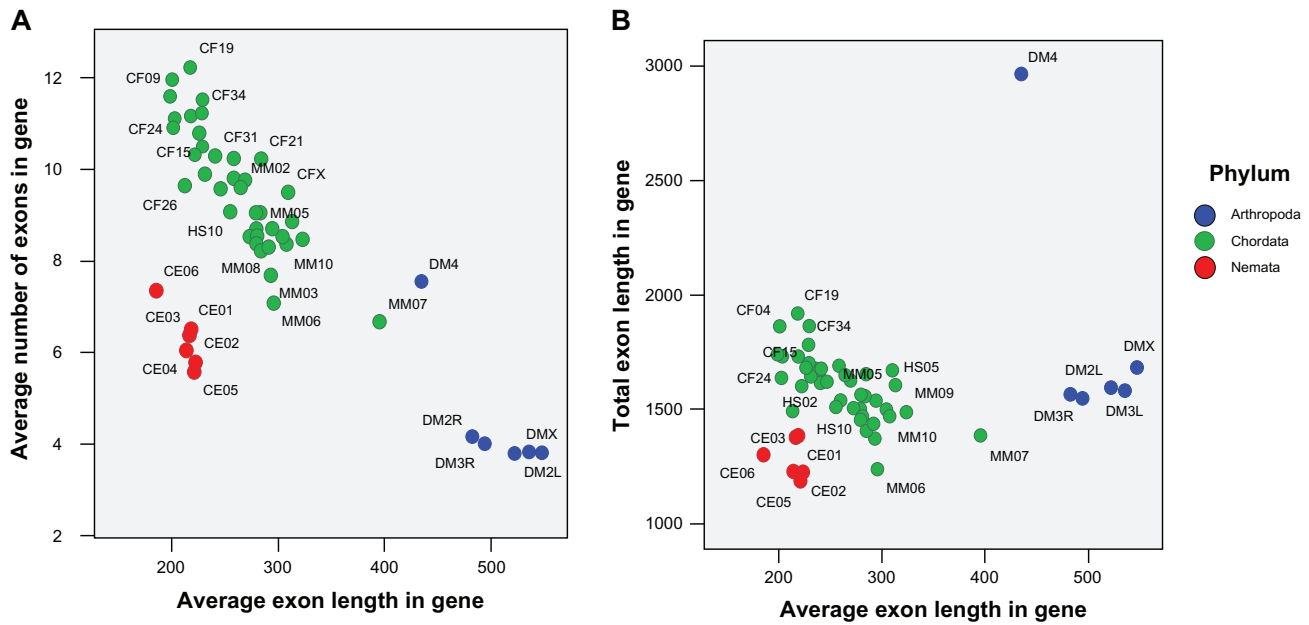 A
Average number of exons in gene
12
10
8
6
4
2
CF19
CF09
CF34
CF24
CF31
CF21
CF15
MM02
CFX
CF26
MM05
HS10
MM08
MM10
CE06
DM4
MM03
MM07
CE03
CE01
MM06
CE02
CE04
CE05
DM2R
DMX
DM3R
DM2L
200
300
400
500
Average exon length in gene
B
Total exon length in gene
3000
2500
2000
1500
1000
DM4
CF19
CF04
CF34
CF15
DMX
HS05
DM2L
MM05
CF24
MM09
HS02
DM3R
DM3L
HS10
CE03
MM10
CE01
MM07
CE06
CE02
MM06
CE05
200
300
400
500
Average exon length in gene
Phylum
Arthropoda
Chordata
Nemata